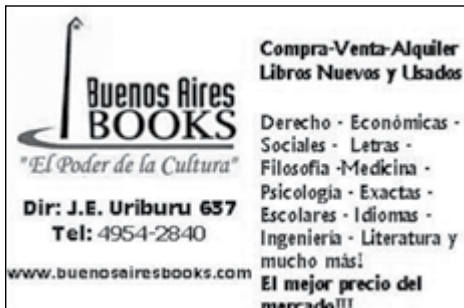 Buenos Aires
BOOKS
"El Poder de la Cultura"
Dir: J.E. Uriburu 637
Tel: 4954-2840
www.buenosairesbooks.com
Compra-Venta-Alquiler
Libros Nuevos y Usados
Derecho - Económicas -
Sociales - Letras -
Filosofía -Medicina -
Psicología - Exactas -
Escolares - Idiomas -
Ingeniería - Literatura y
mucho más!
El mejor precio del
mercado!!!